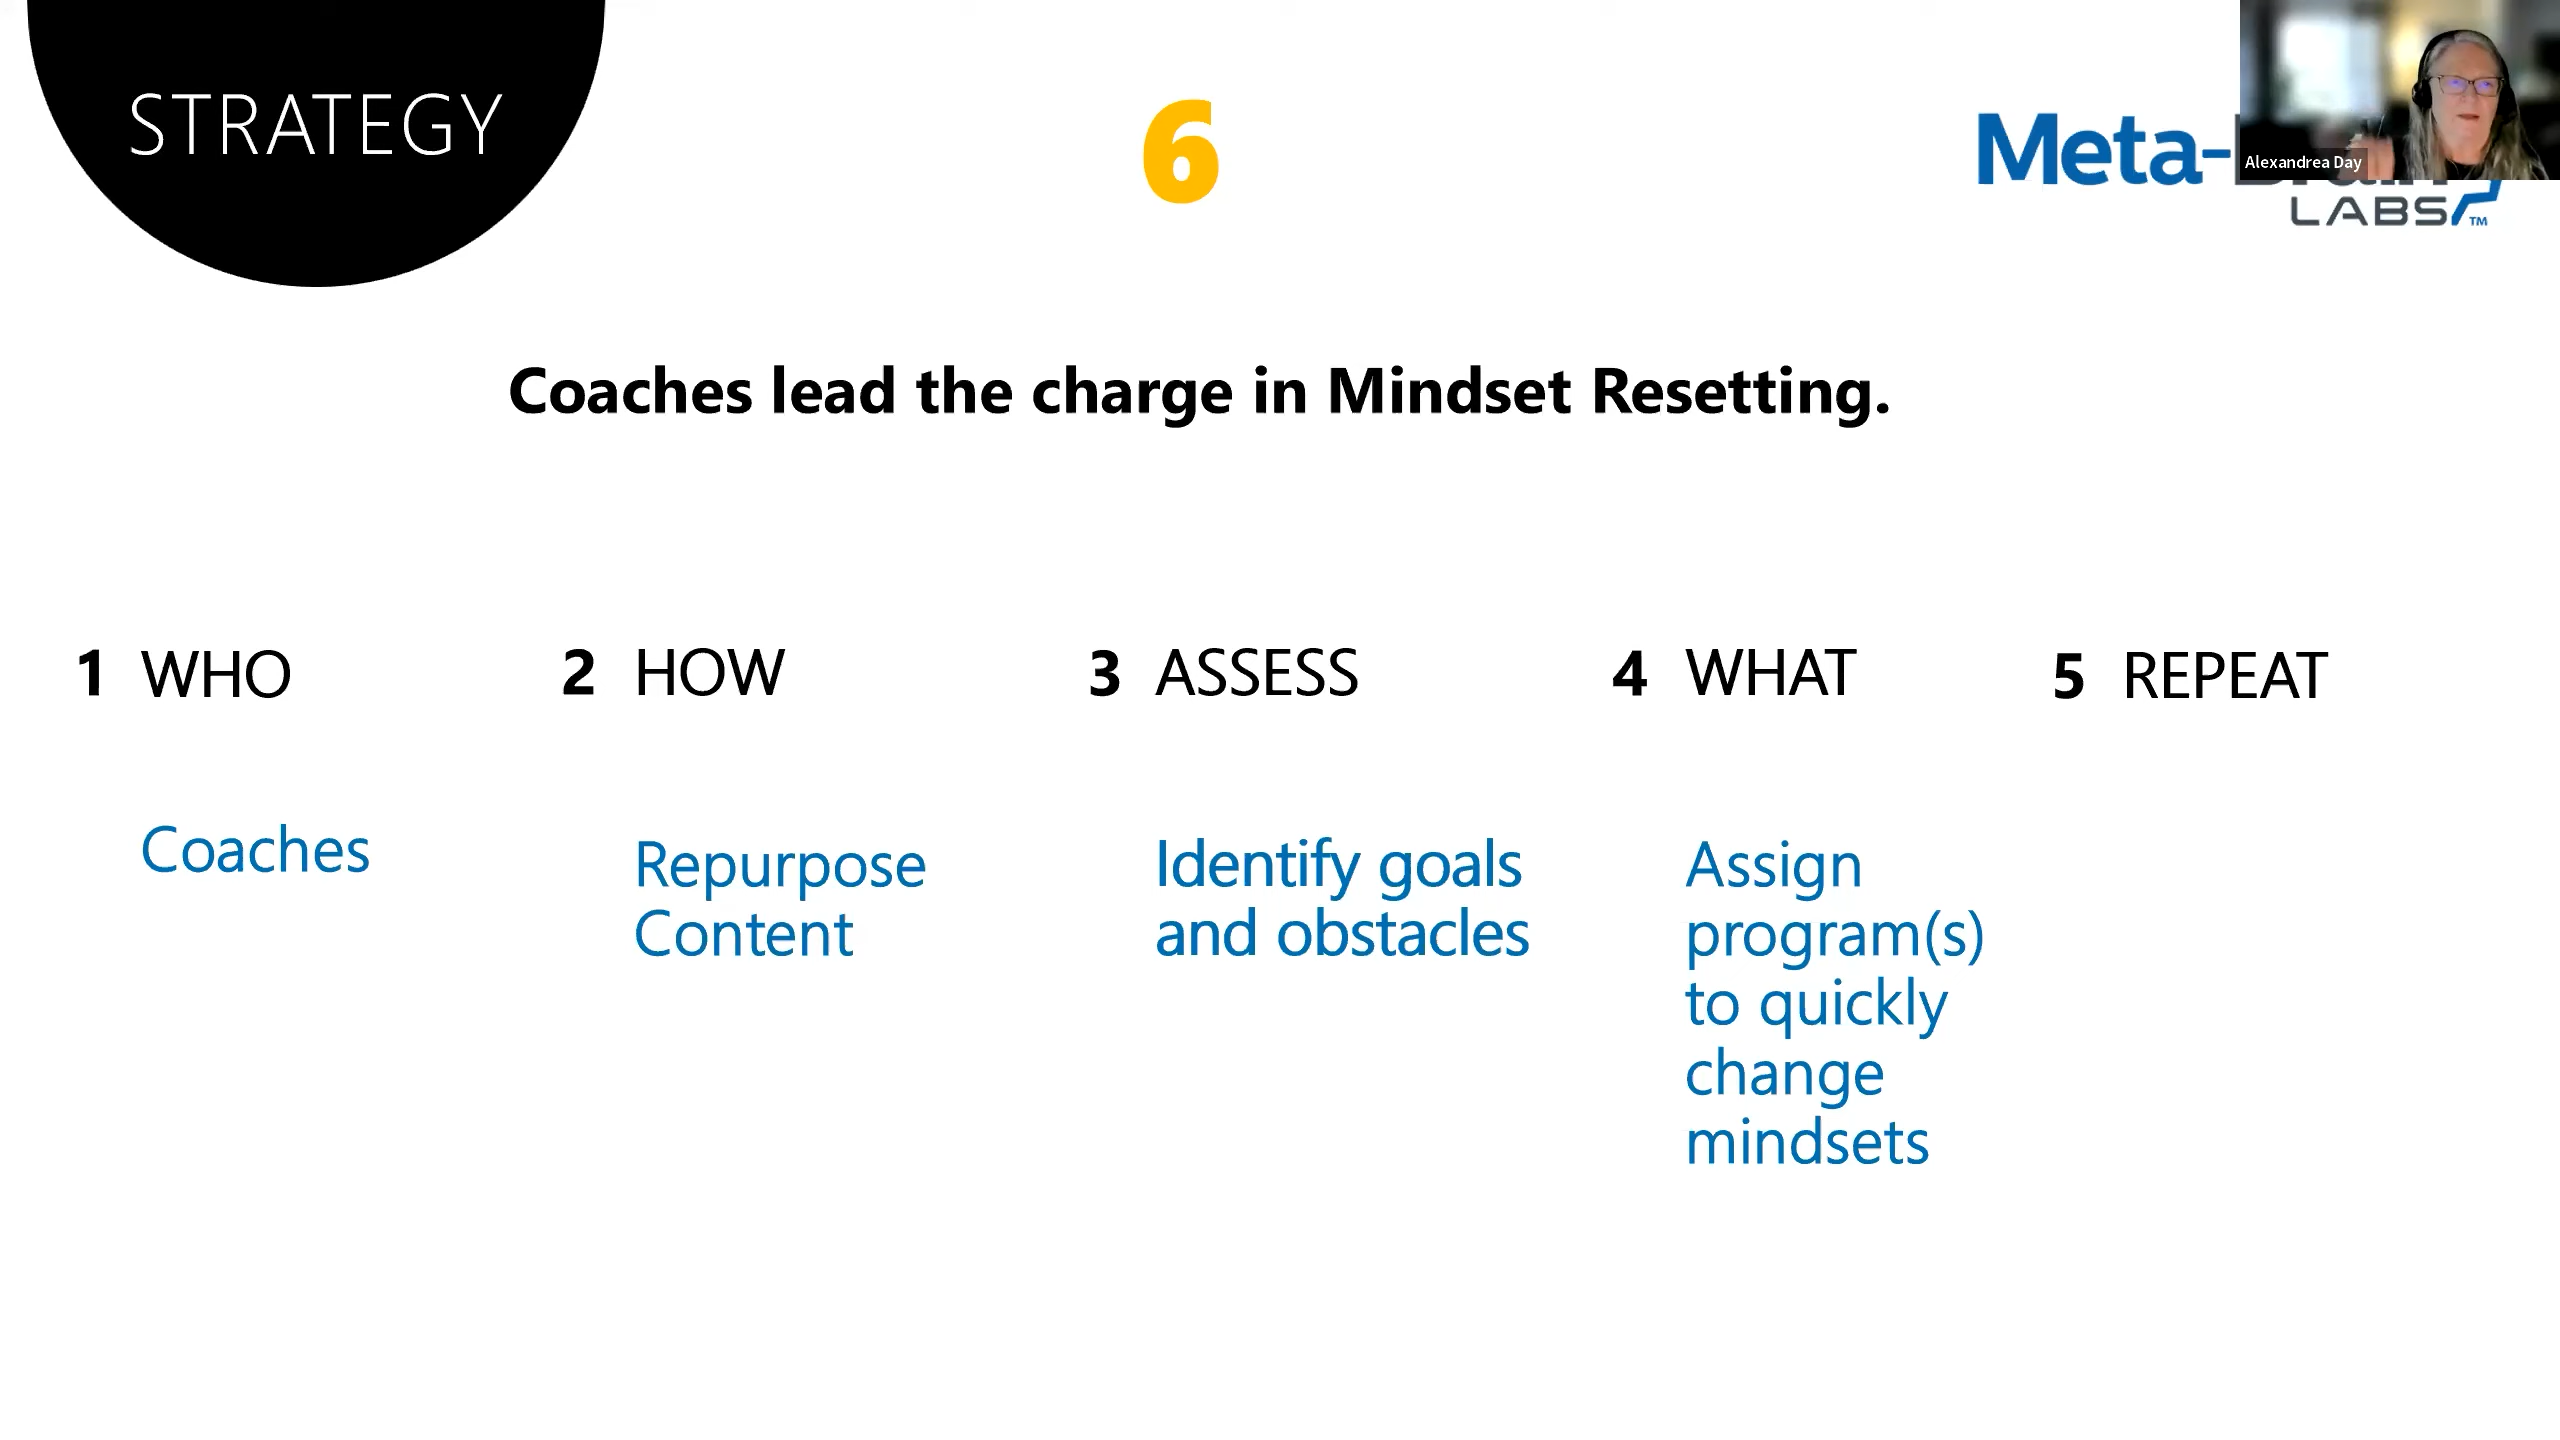 STRATEGY
6
Meta-
LABS
TM
Alexandrea Day
Coaches lead the charge in Mindset Resetting.
1 WHO
Coaches
2 HOW
Repurpose
Content
3 ASSESS
Identify goals
and obstacles
4 WHAT
Assign
program(s)
to quickly
change
mindsets
5 REPEAT